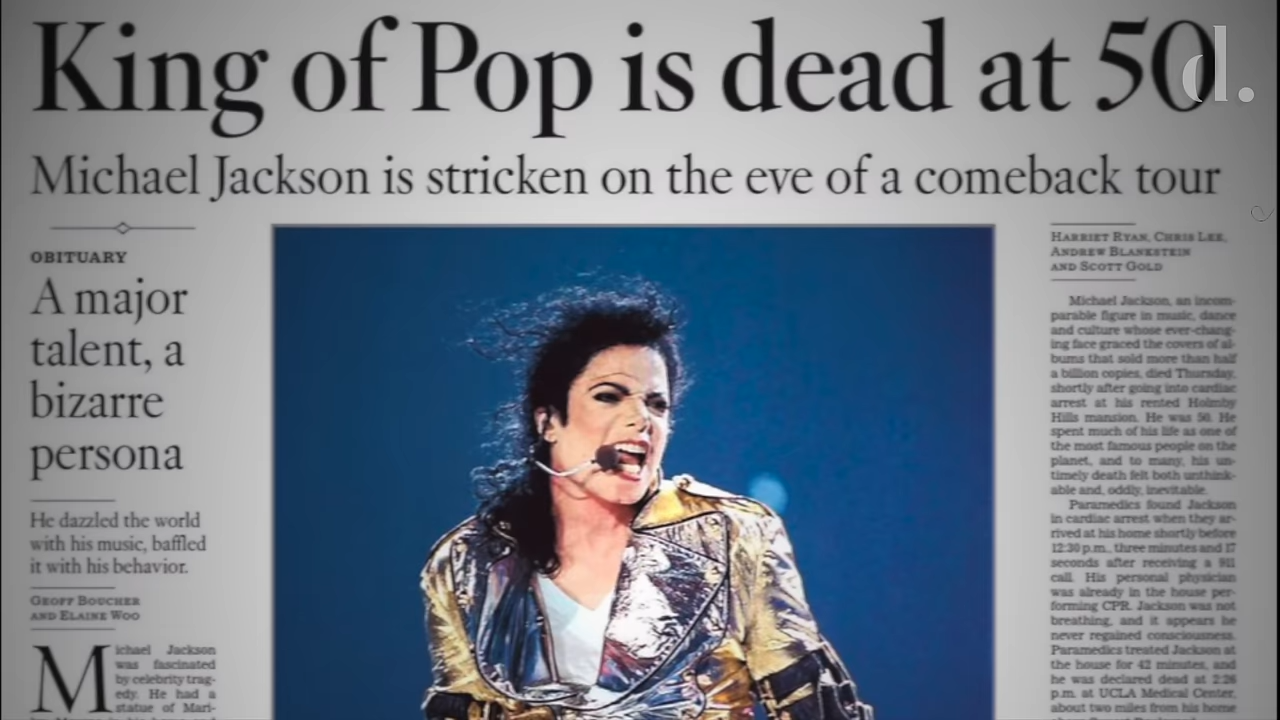 King of Pop is dead at 50
d.
Michael Jackson is stricken on the eve of a comeback tour
OBITUARY
A major
talent, a
bizarre
persona
He dazzled the world
with his music, baffled
it with his behavior.
GEOFF BOUCHER
AND ELAINE WOO
Michael Jackson
was fascinated
by celebrity trag-
edy. He had a
statue of Mari-
HARRIET RYAN, CHRIS LEE,
ANDREW BLANKSTEIN
AND SCOTT GOLD
Michael Jackson, an incom-
parable figure in music, dance
and culture whose ever-chang-
ing face graced the covers of al-
bums that sold more than half
a billion copies, died Thursday,
shortly after going into cardiac
arrest at his rented Holmby
Hills mansion. He was 50. He
spent much of his life as one of
the most famous people on the
planet, and to many, his un-
timely death felt both unthink-
able and, oddly, inevitable.
Paramedics found Jackson
in cardiac arrest when they ar-
rived at his home shortly before
12:30 p.m., three minutes and 17
seconds after receiving a 911
call. His personal physician
was already in the house per-
forming CPR. Jackson was not
breathing, and it appears he
never regained consciousness.
Paramedics treated Jackson at
the house for 42 minutes, and
he was declared dead at 2:26
p.m. at UCLA Medical Center,
about two miles from his home